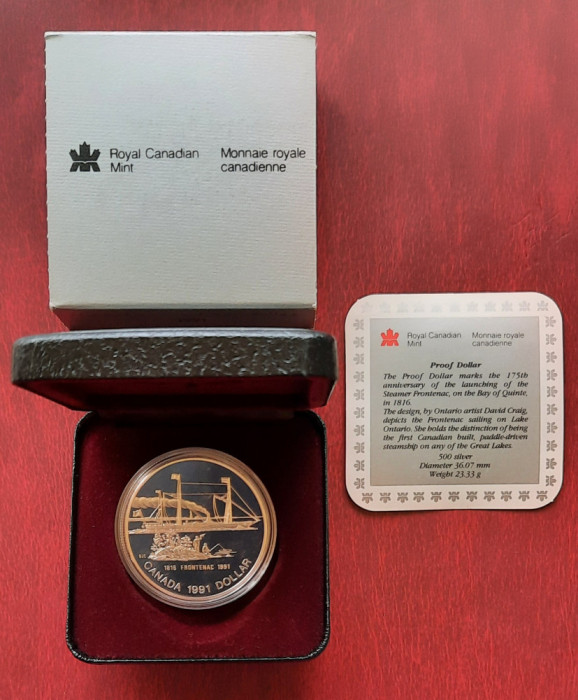 Royal Canadian Mint
Monnaie royale canadienne
Royal Canadian Mint
Monnaie royale canadienne
Proof Dollar
The Proof Dollar marks the 175th
anniversary of the launching of the
Steamer Frontenac, on the Bay of Quinte,
in 1816.
The design, by Ontario artist David Craig,
depicts the Frontenac sailing on Lake
Ontario. She holds the distinction of being
the first Canadian built, paddle-driven
steamship on any of the Great Lakes.
500 silver
Diameter 36.07 mm
Weight 23.33 g
1816 FRONTENAC 1991
CANADA 1991 DOLLAR